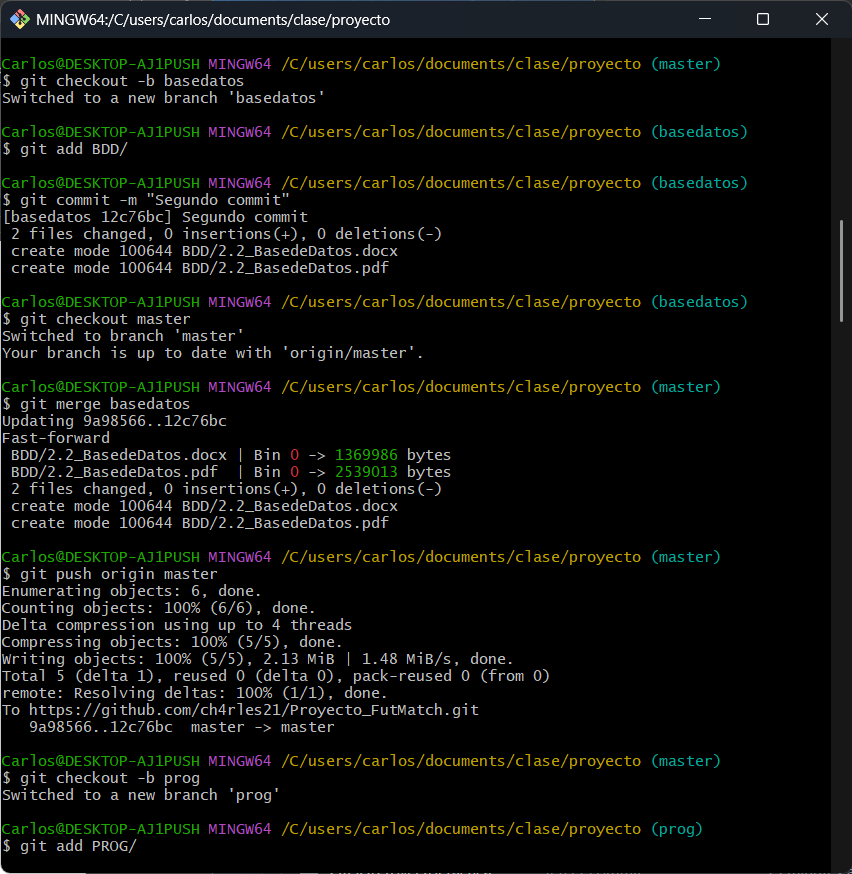 MINGW64:/C/users/carlos/documents/clase/proyecto
Carlos@DESKTOP-AJ1PUSH MINGW64 /C/users/carlos/documents/clase/proyecto (master)
$ git checkout -b basedatos
Switched to a new branch 'basedatos'
Carlos@DESKTOP-AJ1PUSH MINGW64 /C/users/carlos/documents/clase/proyecto (basedatos)
$ git add BDD/
Carlos@DESKTOP-AJ1PUSH MINGW64 /C/users/carlos/documents/clase/proyecto (basedatos)
$ git commit -m "Segundo commit"
[basedatos 12c76bc] Segundo commit
 2 files changed, 0 insertions(+), 0 deletions(-)
 create mode 100644 BDD/2.2_BasedeDatos.docx
 create mode 100644 BDD/2.2_BasedeDatos.pdf
Carlos@DESKTOP-AJ1PUSH MINGW64 /C/users/carlos/documents/clase/proyecto (basedatos)
$ git checkout master
Switched to branch 'master'
Your branch is up to date with 'origin/master'.
Carlos@DESKTOP-AJ1PUSH MINGW64 /C/users/carlos/documents/clase/proyecto (master)
$ git merge basedatos
Updating 9a98566..12c76bc
Fast-forward
 BDD/2.2_BasedeDatos.docx | Bin 0 -> 1369986 bytes
 BDD/2.2_BasedeDatos.pdf  | Bin 0 -> 2539013 bytes
 2 files changed, 0 insertions(+), 0 deletions(-)
 create mode 100644 BDD/2.2_BasedeDatos.docx
 create mode 100644 BDD/2.2_BasedeDatos.pdf
Carlos@DESKTOP-AJ1PUSH MINGW64 /C/users/carlos/documents/clase/proyecto (master)
$ git push origin master
Enumerating objects: 6, done.
Counting objects: 100% (6/6), done.
Delta compression using up to 4 threads
Compressing objects: 100% (5/5), done.
Writing objects: 100% (5/5), 2.13 MiB | 1.48 MiB/s, done.
Total 5 (delta 1), reused 0 (delta 0), pack-reused 0 (from 0)
remote: Resolving deltas: 100% (1/1), done.
To https://github.com/ch4rles21/Proyecto_FutMatch.git
   9a98566..12c76bc  master -> master
Carlos@DESKTOP-AJ1PUSH MINGW64 /C/users/carlos/documents/clase/proyecto (master)
$ git checkout -b prog
Switched to a new branch 'prog'
Carlos@DESKTOP-AJ1PUSH MINGW64 /C/users/carlos/documents/clase/proyecto (prog)
$ git add PROG/